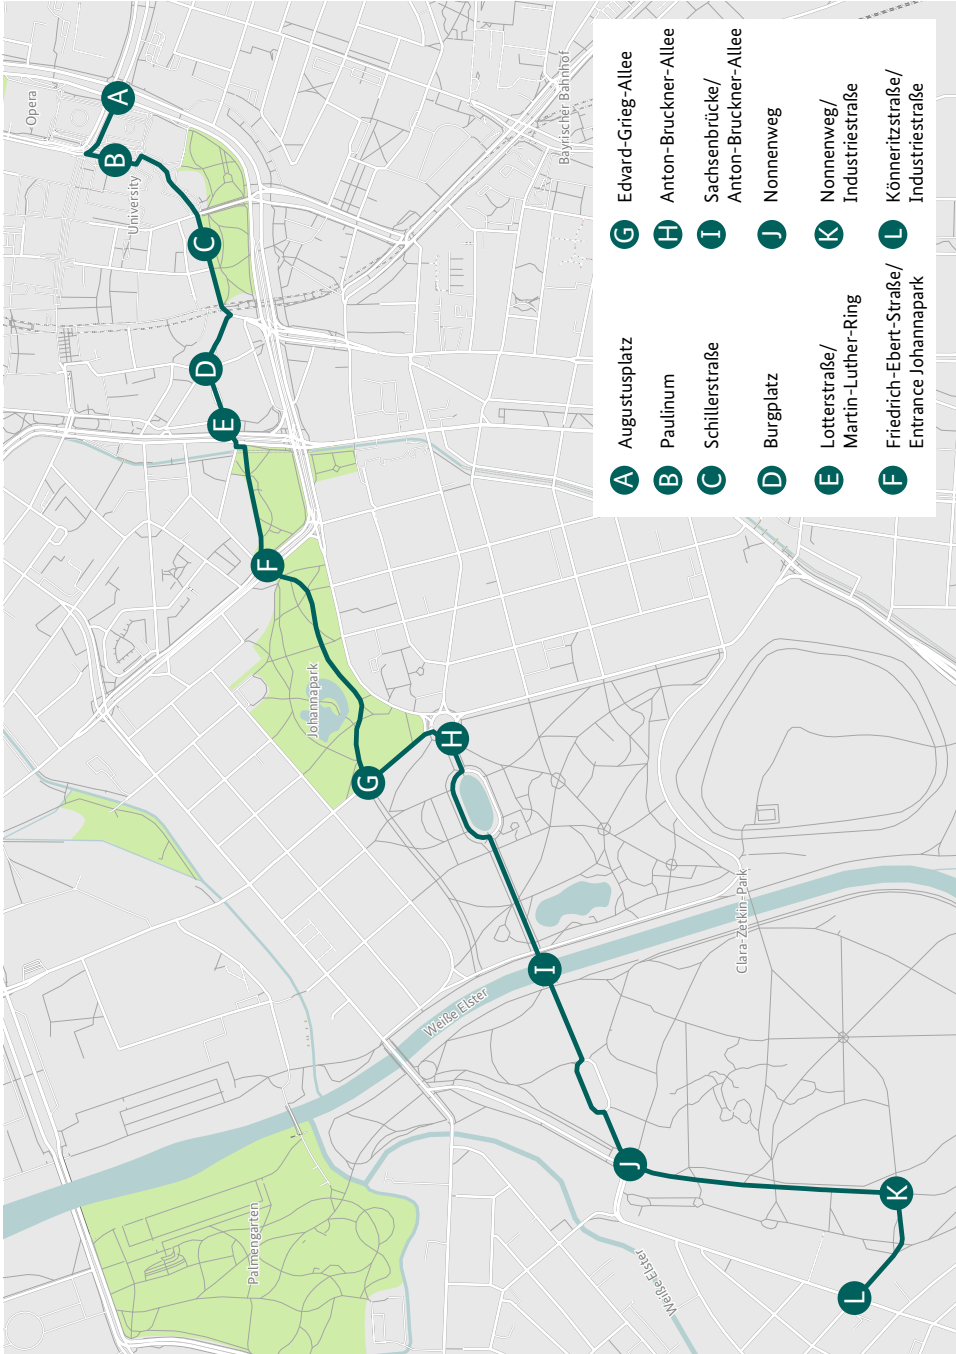 Opera
University
Bayrischer Bahnhof
Johannapark
Clara-Zetkin-Park
Weiße Elster
Weiße Elster
Palmengarten
A
B
C
D
E
F
G
H
I
J
K
L
A Augustusplatz
B Paulinum
C Schillerstraße
D Burgplatz
E Lotterstraße/
Martin-Luther-Ring
F Friedrich-Ebert-Straße/
Entrance Johannapark
G Edvard-Grieg-Allee
H Anton-Bruckner-Allee
I Sachsenbrücke/
Anton-Bruckner-Allee
J Nonnenweg
K Nonnenweg/
Industriestraße
L Könneritzstraße/
Industriestraße